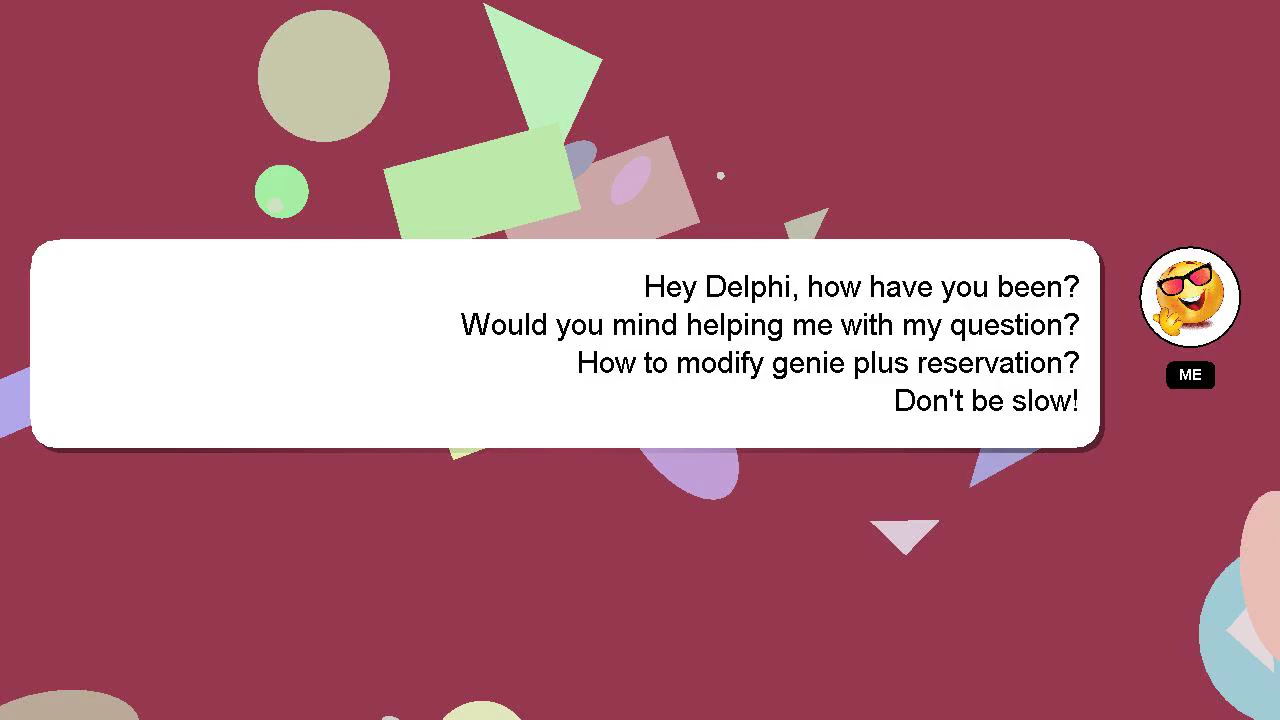 Hey Delphi, how have you been?
Would you mind helping me with my question?
How to modify genie plus reservation?
Don't be slow!
ME